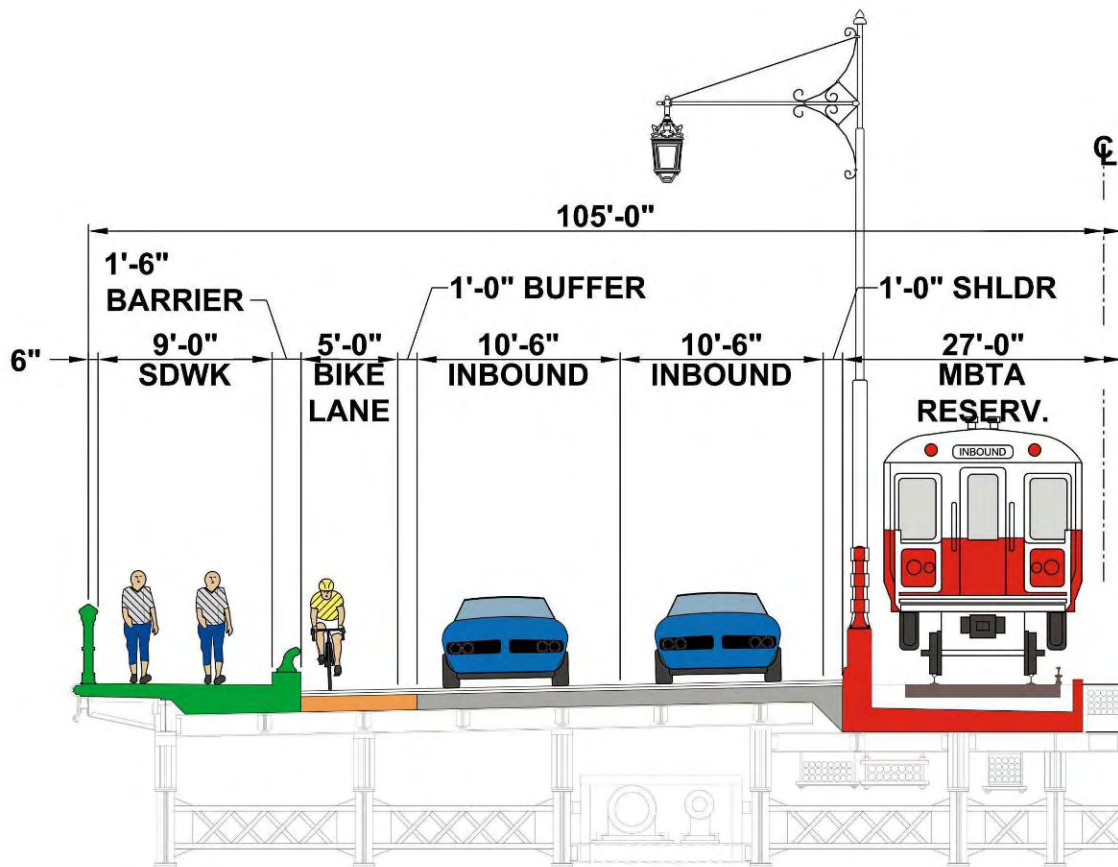 ℄
105'-0"
1'-6"
BARRIER
1'-0" BUFFER
1'-0" SHLDR
6"
9'-0"
SDWK
5'-0"
BIKE
LANE
10'-6"
INBOUND
10'-6"
INBOUND
27'-0"
MBTA
RESERV.
INBOUND